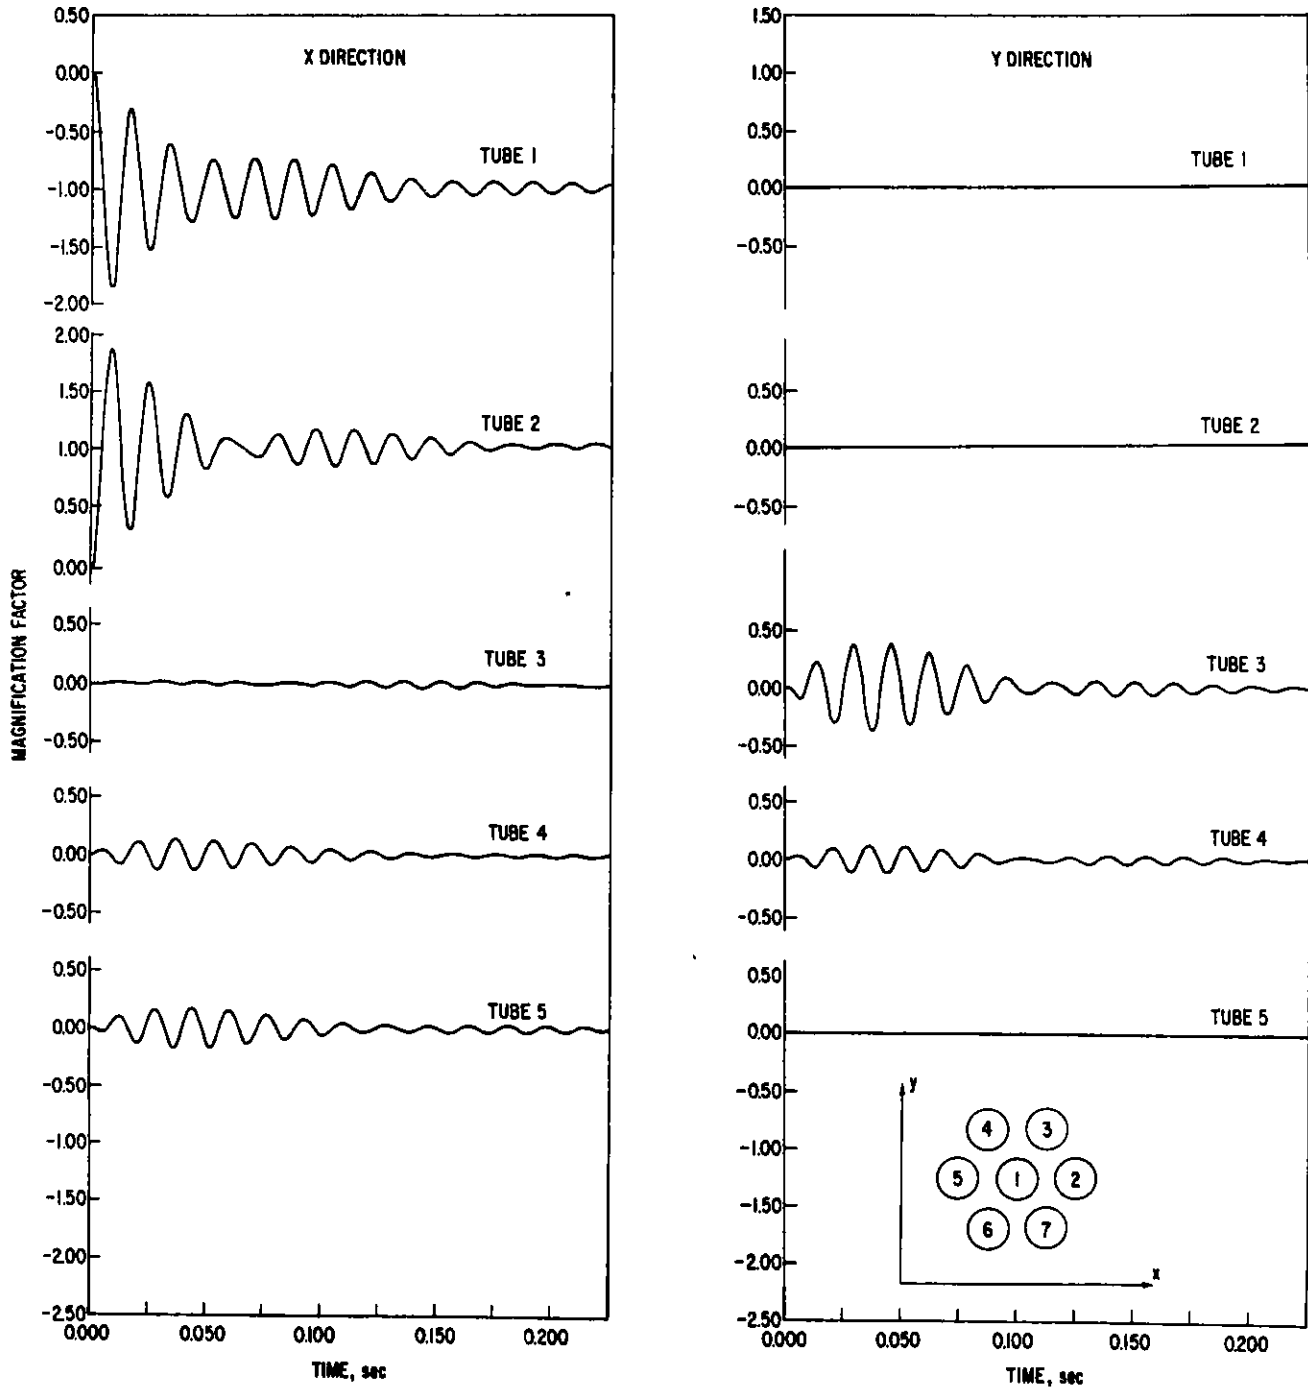 MAGNIFICATION FACTOR
X DIRECTION
0.50
0.00
-0.50
-1.00
-1.50
-2.00
TUBE 1
2.00
1.50
1.00
0.50
0.00
TUBE 2
0.50
0.00
-0.50
TUBE 3
0.50
0.00
-0.50
TUBE 4
0.50
0.00
-0.50
-1.00
-1.50
-2.00
-2.50
TUBE 5
0.000 0.050 0.100 0.150 0.200
TIME, sec
Y DIRECTION
1.50
1.00
0.50
0.00
-0.50
TUBE 1
0.50
0.00
-0.50
TUBE 2
0.50
0.00
-0.50
TUBE 3
0.50
0.00
-0.50
TUBE 4
0.50
0.00
-0.50
-1.00
-1.50
-2.00
-2.50
TUBE 5
y
4 3
5 1 2
6 7
x
0.000 0.050 0.100 0.150 0.200
TIME, sec